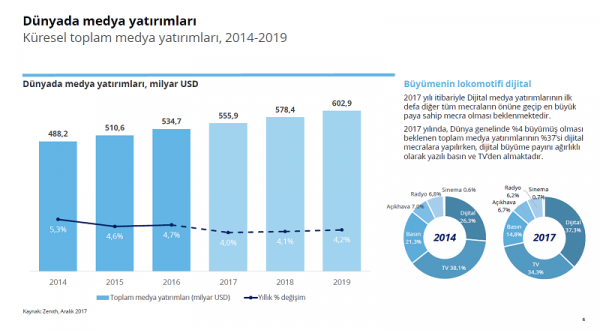 Dünyada medya yatırımları
Küresel toplam medya yatırımları, 2014-2019
Dünyada medya yatırımları, milyar USD
488,2
510,6
534,7
555,9
578,4
602,9
5,3%
4,6%
4,7%
4,0%
4,1%
4,2%
2014
2015
2016
2017
2018
2019
Toplam medya yatırımları (milyar USD)
Yıllık % değişim
Kaynak: Zenith, Aralık 2017
Büyümenin lokomotifi dijital
2017 yılı itibariyle Dijital medya yatırımlarının ilk
defa diğer tüm mecraların önüne geçip en büyük
paya sahip mecra olması beklenmektedir.
2017 yılında, Dünya genelinde %4 büyümüş olması
beklenen toplam medya yatırımlarının %37'si dijital
mecralara yapılırken, dijital büyüme payını ağırlıklı
olarak yazılı basın ve TV'den almaktadır.
Radyo 6,8%
Sinema 0.6%
Açıkhava 7.0%
Dijital
26.3%
Basın
21.3%
2014
TV 38.1%
Radyo
6,2%
Sinema
0.7%
Açıkhava
6.7%
Dijital
37,3%
Basın
14,8%
2017
TV
34.3%